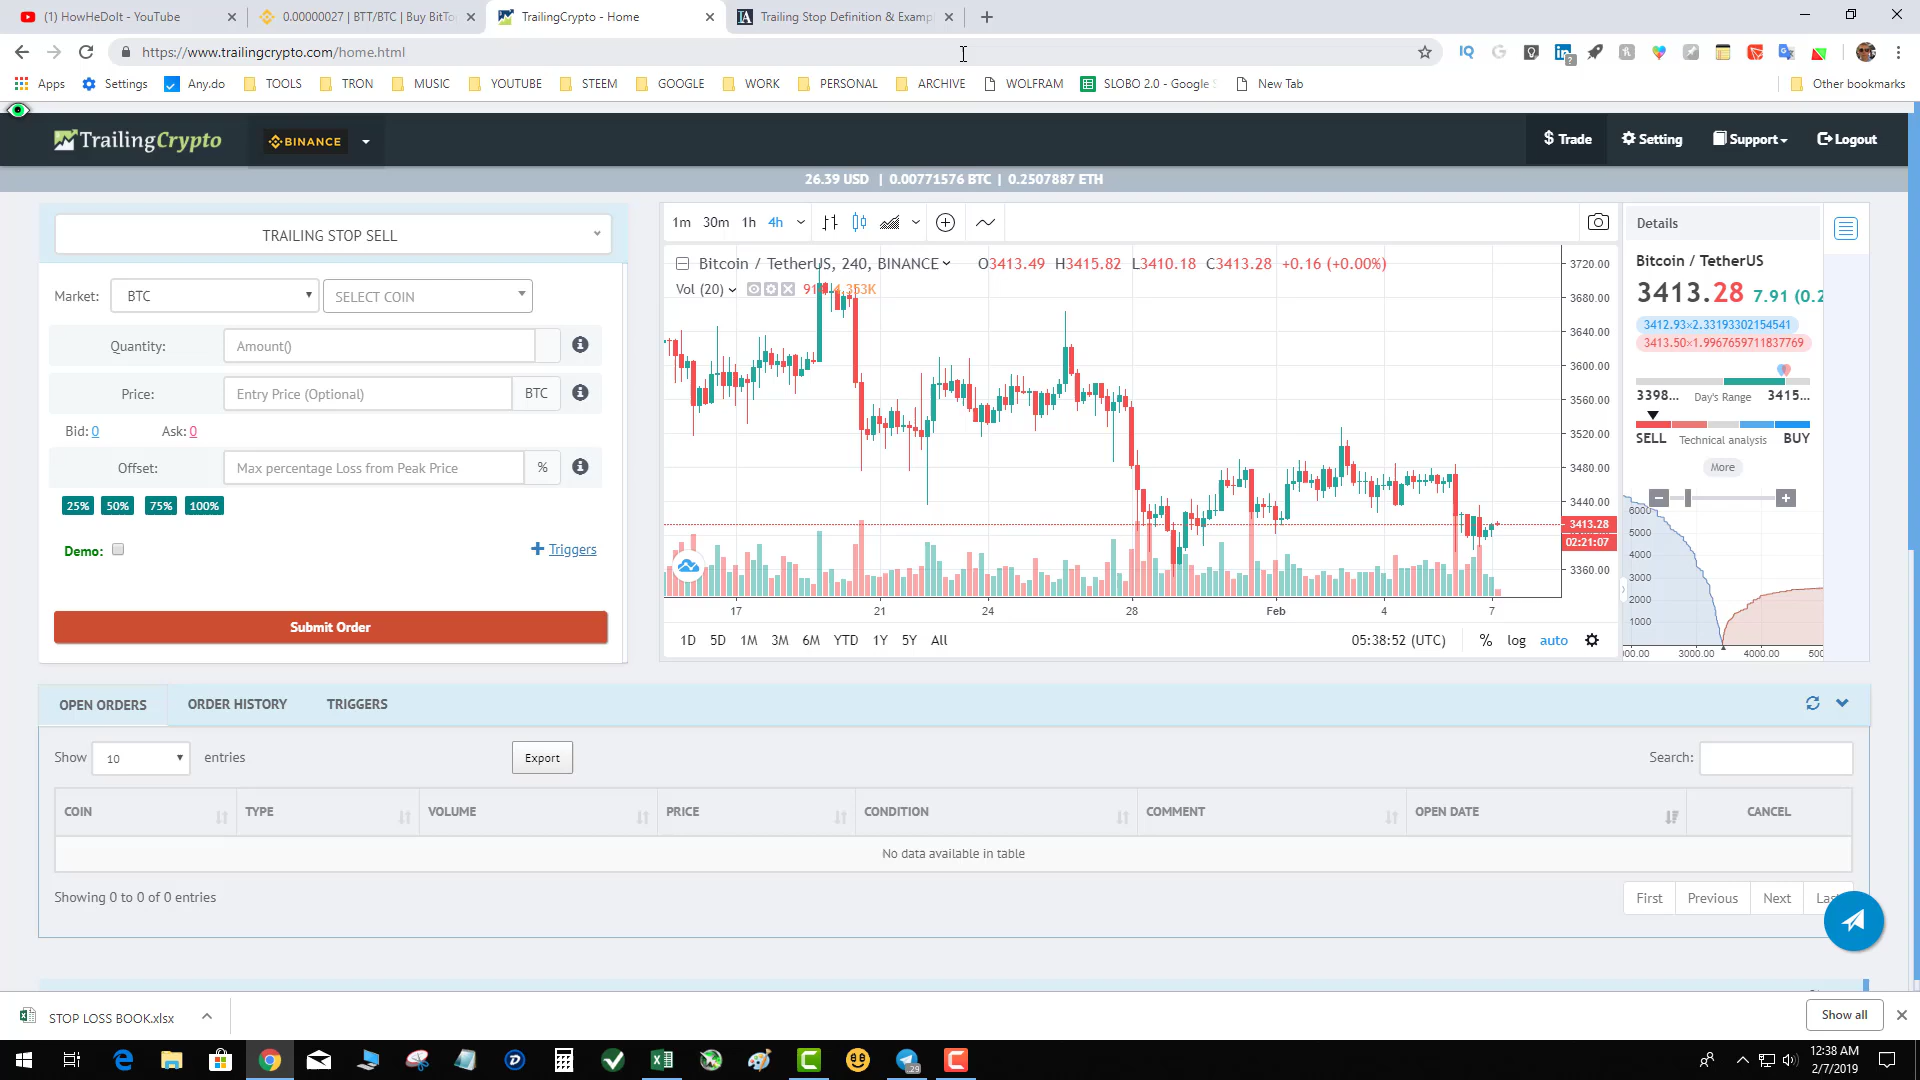 (1) HowHeDoIt - YouTube
0.00000027 | BTT/BTC | Buy BitTo
TrailingCrypto - Home
Trailing Stop Definition & Examp
https://www.trailingcrypto.com/home.html
Apps
Settings
Any.do
TOOLS
TRON
MUSIC
YOUTUBE
STEEM
GOOGLE
WORK
PERSONAL
ARCHIVE
WOLFRAM
SLOBO 2.0 - Google S
New Tab
Other bookmarks
TrailingCrypto
BINANCE
$ Trade
Setting
Support
Logout
26.39 USD | 0.00771576 BTC | 0.2507887 ETH
TRAILING STOP SELL
Market:
BTC
SELECT COIN
Quantity:
Amount()
Price:
Entry Price (Optional)
BTC
Bid: 0
Ask: 0
Offset:
Max percentage Loss from Peak Price
%
25%
50%
75%
100%
Demo:
+ Triggers
Submit Order
1m 30m 1h 4h
Bitcoin / TetherUS, 240, BINANCE
O3413.49 H3415.82 L3410.18 C3413.28 +0.16 (+0.00%)
Vol (20)
4.353K
3720.00
3680.00
3640.00
3600.00
3560.00
3520.00
3480.00
3440.00
3413.28
02:21:07
3360.00
17 21 24 28 Feb 4 7
1D 5D 1M 3M 6M YTD 1Y 5Y All
05:38:52 (UTC)
% log auto
Details
Bitcoin / TetherUS
3413.28 7.91 (0.2
3412.93×2.33193302154541
3413.50×1.9967659711837769
3398... Day's Range 3415...
SELL Technical analysis BUY
More
6000
5000
4000
3000
2000
1000
00.00 3000.00 4000.00 500
OPEN ORDERS
ORDER HISTORY
TRIGGERS
Show 10 entries
Export
Search:
COIN
TYPE
VOLUME
PRICE
CONDITION
COMMENT
OPEN DATE
CANCEL
No data available in table
Showing 0 to 0 of 0 entries
First
Previous
Next
STOP LOSS BOOK.xlsx
Show all
12:38 AM
2/7/2019